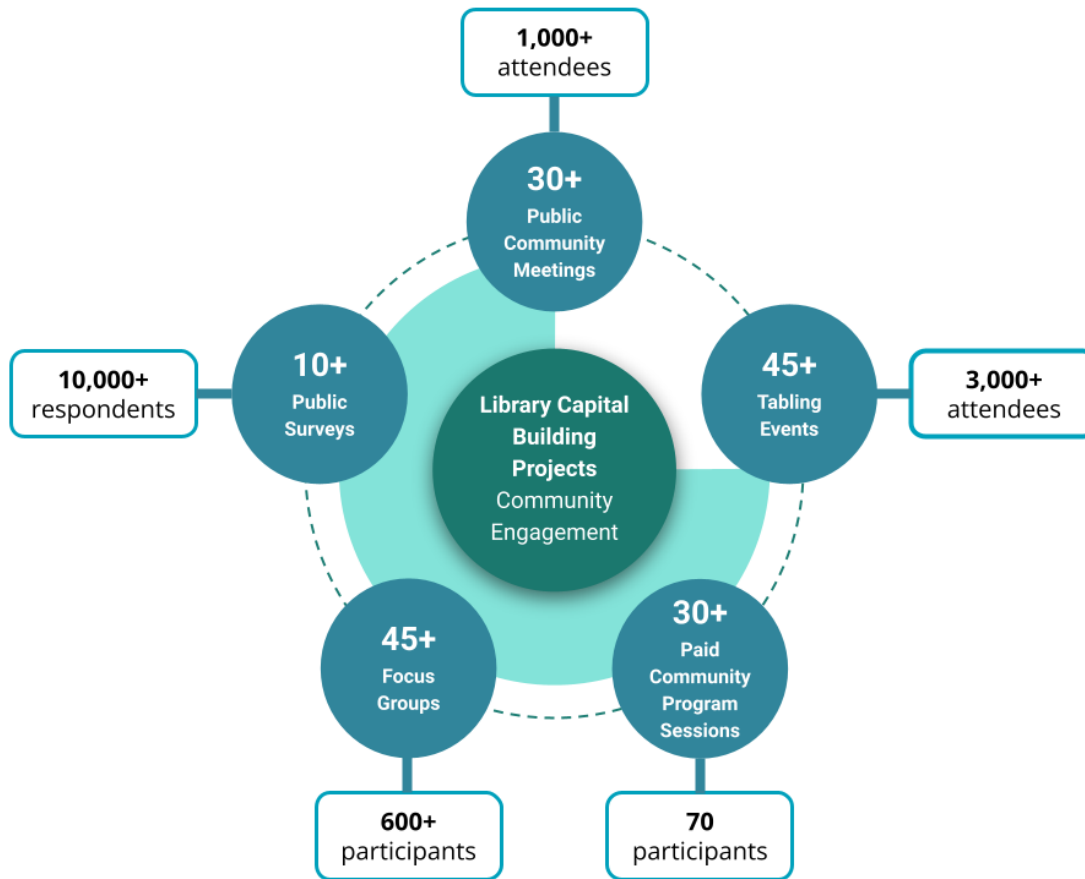 1,000+
attendees
30+
Public
Community
Meetings
10+
Public
Surveys
10,000+
respondents
Library Capital
Building
Projects
Community
Engagement
45+
Tabling
Events
3,000+
attendees
45+
Focus
Groups
600+
participants
30+
Paid
Community
Program
Sessions
70
participants